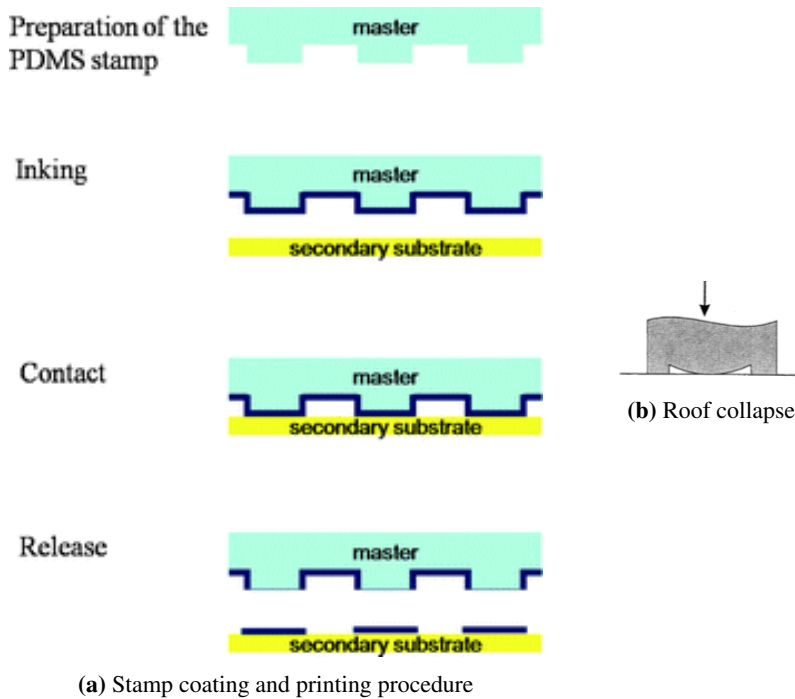 Preparation of the
PDMS stamp
master
Inking
master
secondary substrate
Contact
master
secondary substrate
(b) Roof collapse
Release
master
secondary substrate
(a) Stamp coating and printing procedure